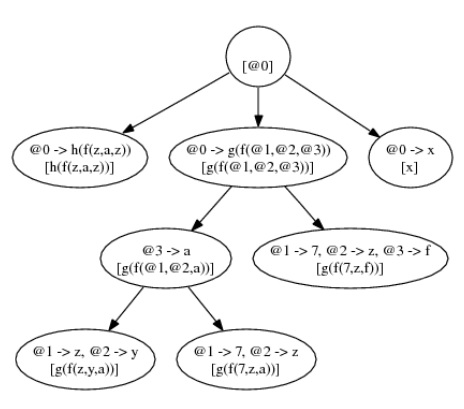 [@0]
@0 -> h(f(z,a,z))
[h(f(z,a,z))]
@0 -> g(f(@1,@2,@3))
[g(f(@1,@2,@3))]
@0 -> x
[x]
@3 -> a
[g(f(@1,@2,a))]
@1 -> 7, @2 -> z, @3 -> f
[g(f(7,z,f))]
@1 -> z, @2 -> y
[g(f(z,y,a))]
@1 -> 7, @2 -> z
[g(f(7,z,a))]